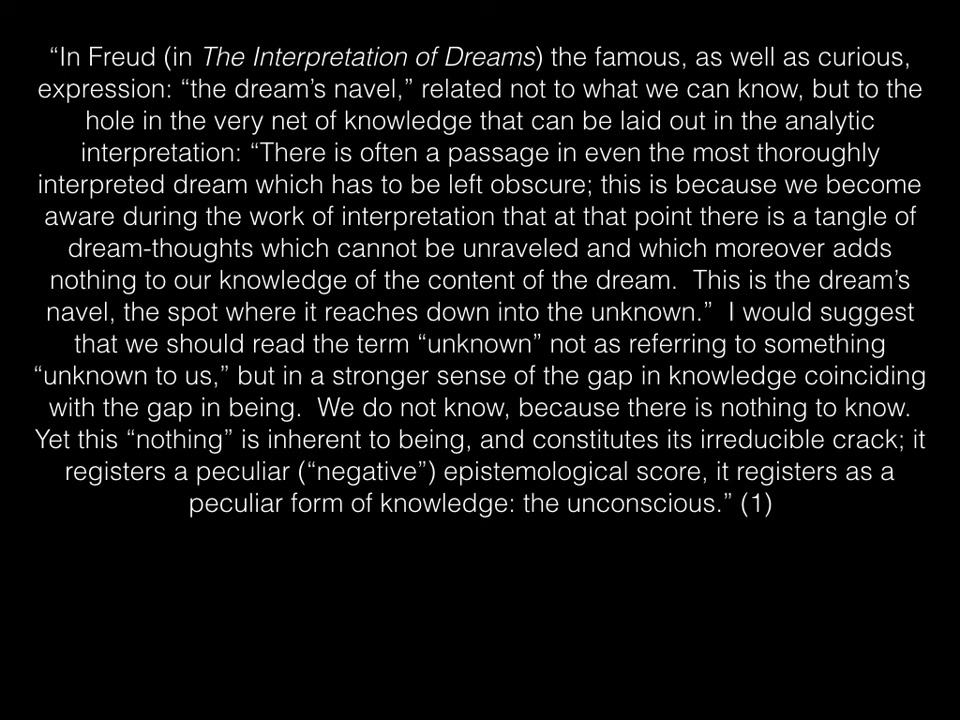 “In Freud (in The Interpretation of Dreams) the famous, as well as curious,
expression: “the dream’s navel,” related not to what we can know, but to the
hole in the very net of knowledge that can be laid out in the analytic
interpretation: “There is often a passage in even the most thoroughly
interpreted dream which has to be left obscure; this is because we become
aware during the work of interpretation that at that point there is a tangle of
dream-thoughts which cannot be unraveled and which moreover adds
nothing to our knowledge of the content of the dream.  This is the dream’s
navel, the spot where it reaches down into the unknown.”  I would suggest
that we should read the term “unknown” not as referring to something
“unknown to us,” but in a stronger sense of the gap in knowledge coinciding
with the gap in being.  We do not know, because there is nothing to know.
Yet this “nothing” is inherent to being, and constitutes its irreducible crack; it
registers a peculiar (“negative”) epistemological score, it registers as a
peculiar form of knowledge: the unconscious.” (1)